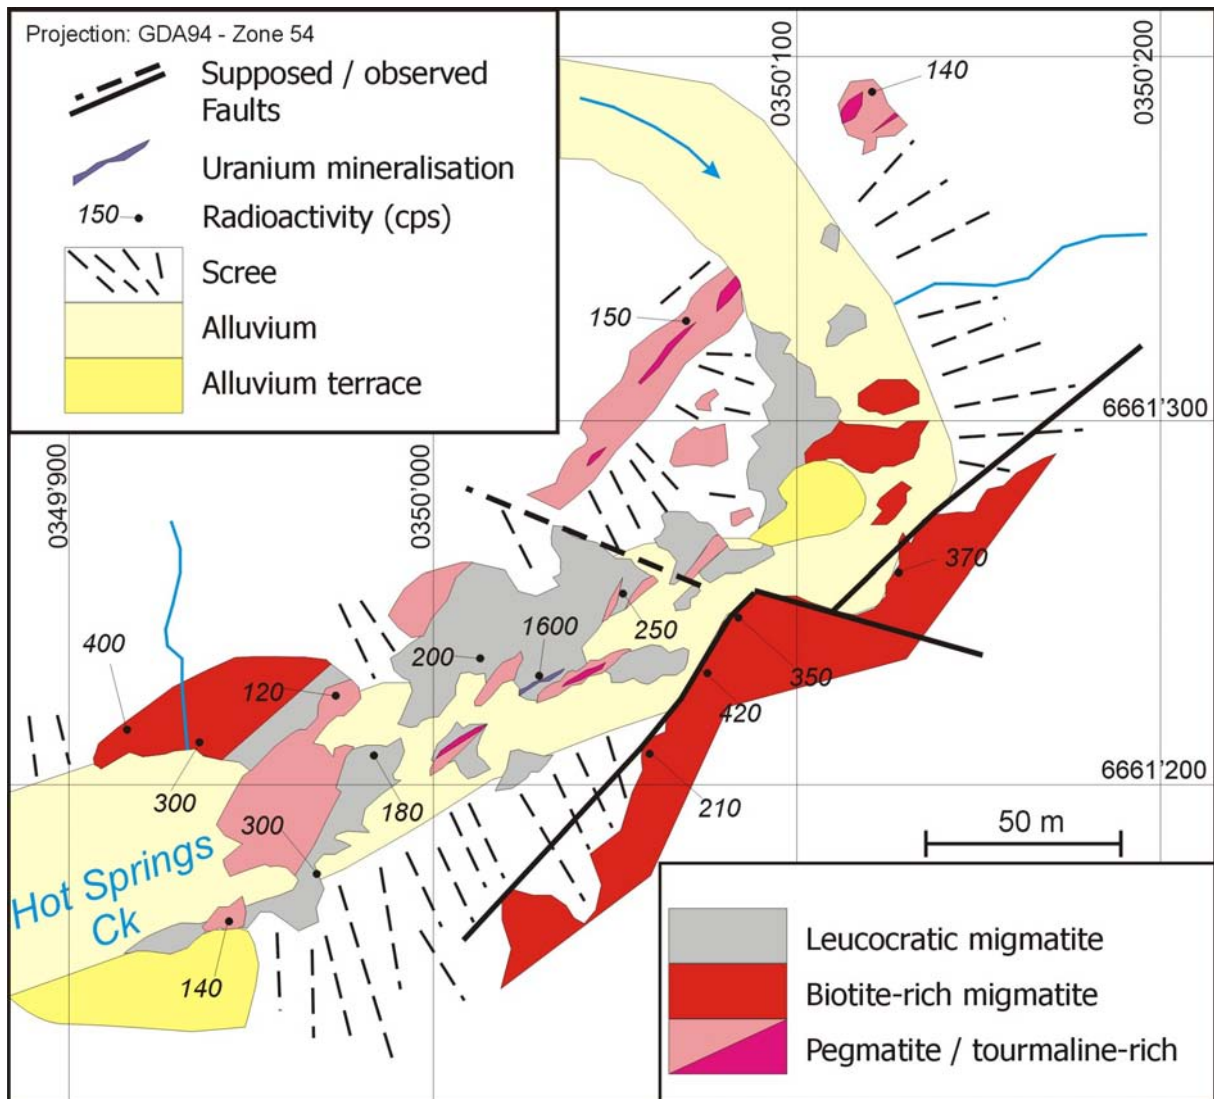 Projection: GDA94 - Zone 54
Supposed / observed
Faults
Uranium mineralisation
150
Radioactivity (cps)
Scree
Alluvium
Alluvium terrace
0350'100
0350'200
140
150
6661'300
0349'900
0350'000
370
1600
250
400
200
120
350
420
6661'200
300
180
210
300
50 m
Hot Springs
Ck
140
Leucocratic migmatite
Biotite-rich migmatite
Pegmatite / tourmaline-rich